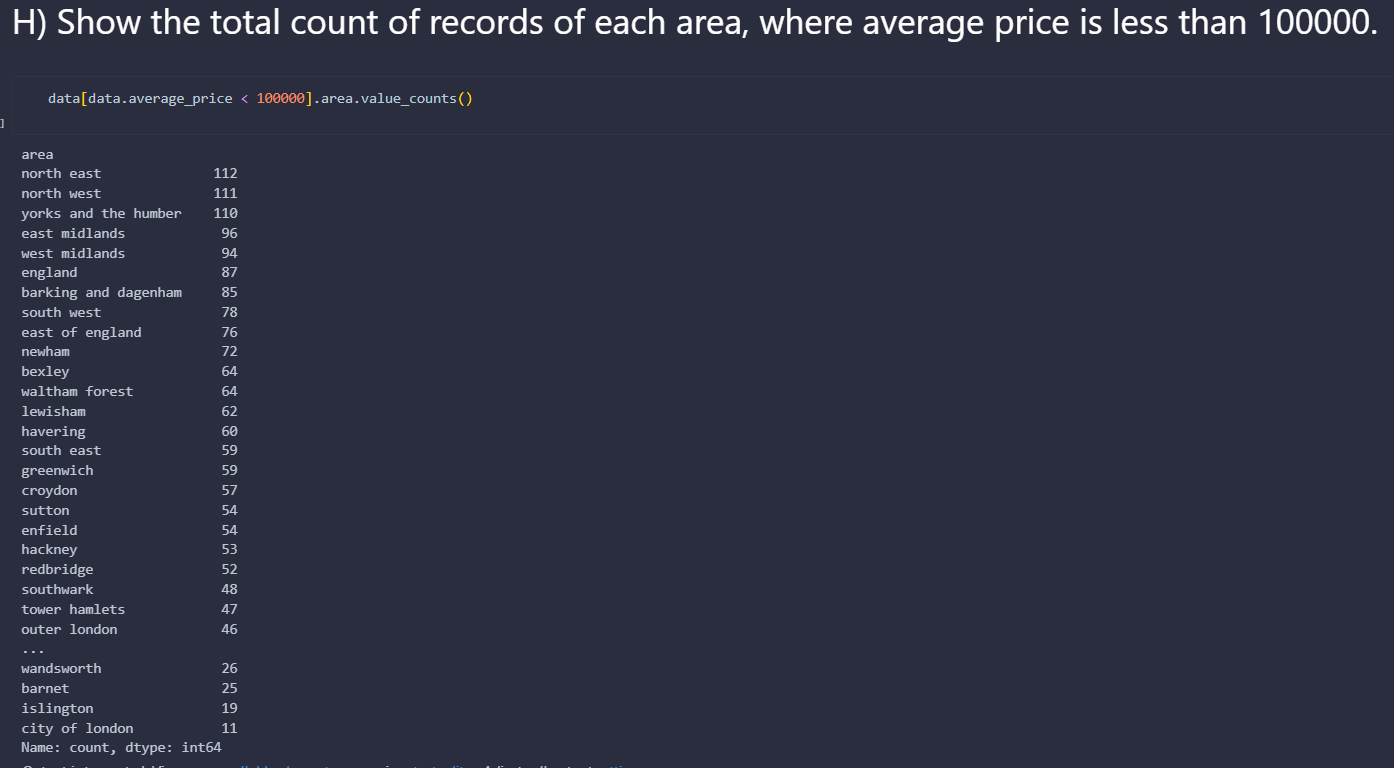 H) Show the total count of records of each area, where average price is less than 100000.
data[data.average_price < 100000].area.value_counts()
]
area
north east 112
north west 111
yorks and the humber 110
east midlands 96
west midlands 94
england 87
barking and dagenham 85
south west 78
east of england 76
newham 72
bexley 64
waltham forest 64
lewisham 62
havering 60
south east 59
greenwich 59
croydon 57
sutton 54
enfield 54
hackney 53
redbridge 52
southwark 48
tower hamlets 47
outer london 46
...
wandsworth 26
barnet 25
islington 19
city of london 11
Name: count, dtype: int64